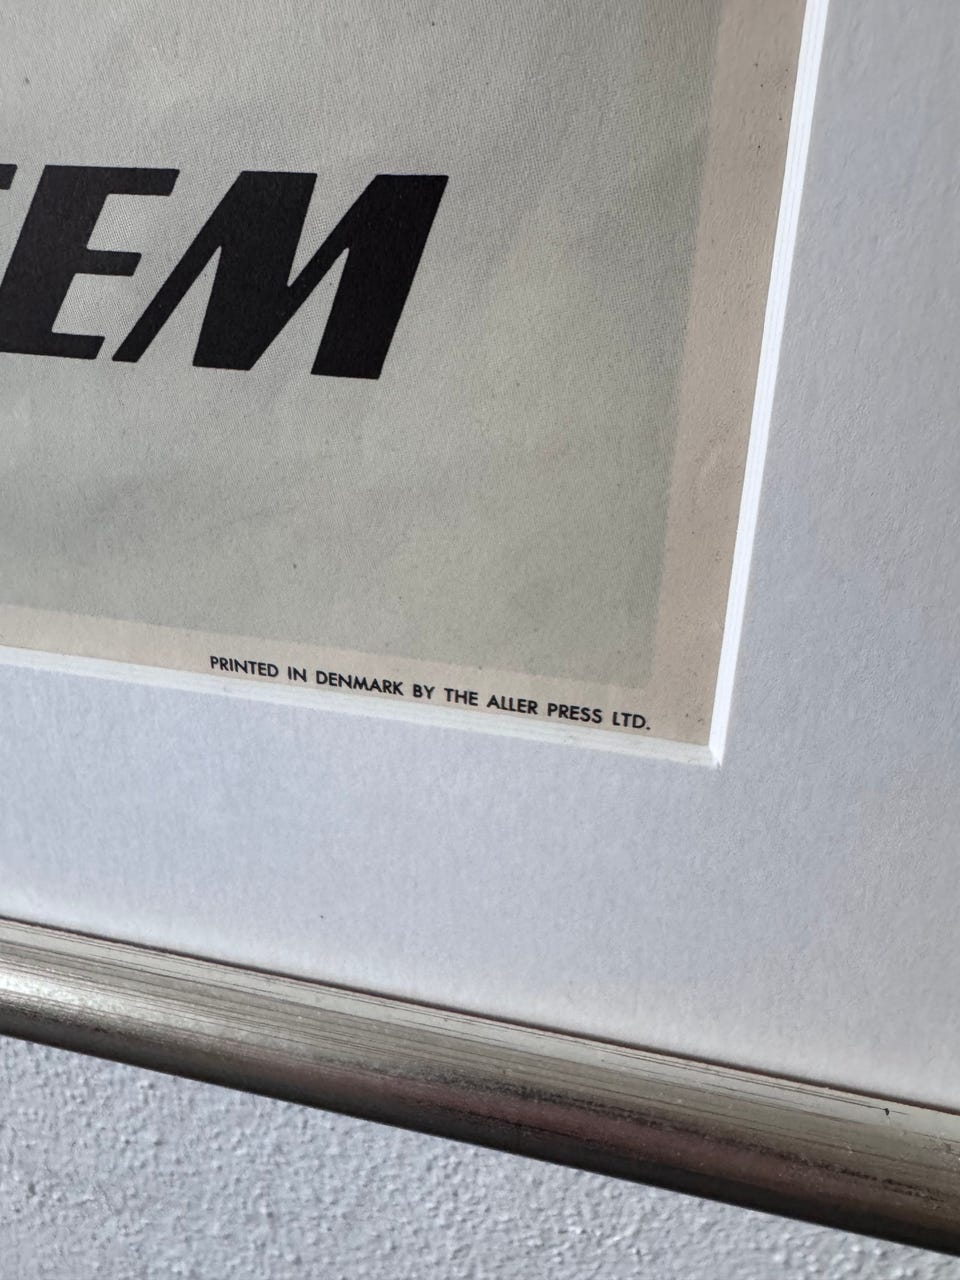 EM
PRINTED IN DENMARK BY THE ALLER PRESS LTD.